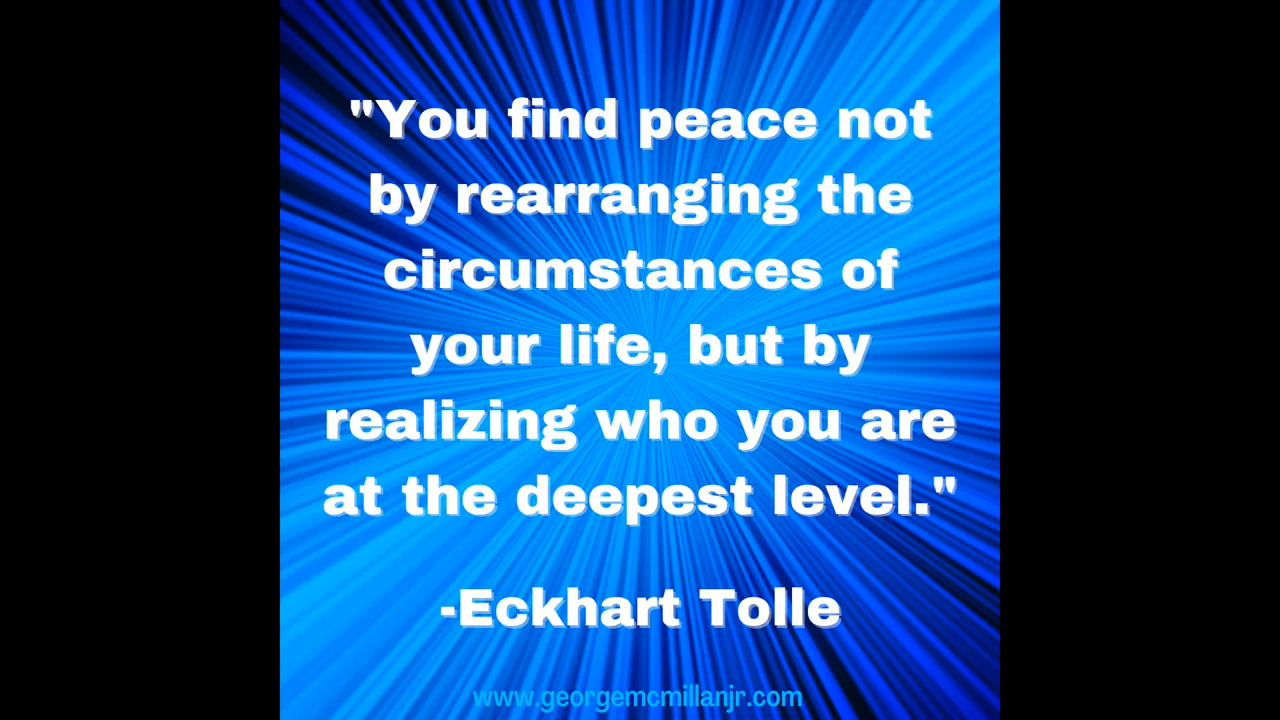 "You find peace not
by rearranging the
circumstances of
your life, but by
realizing who you are
at the deepest level."
-Eckhart Tolle
www.georgemcmillanjr.com